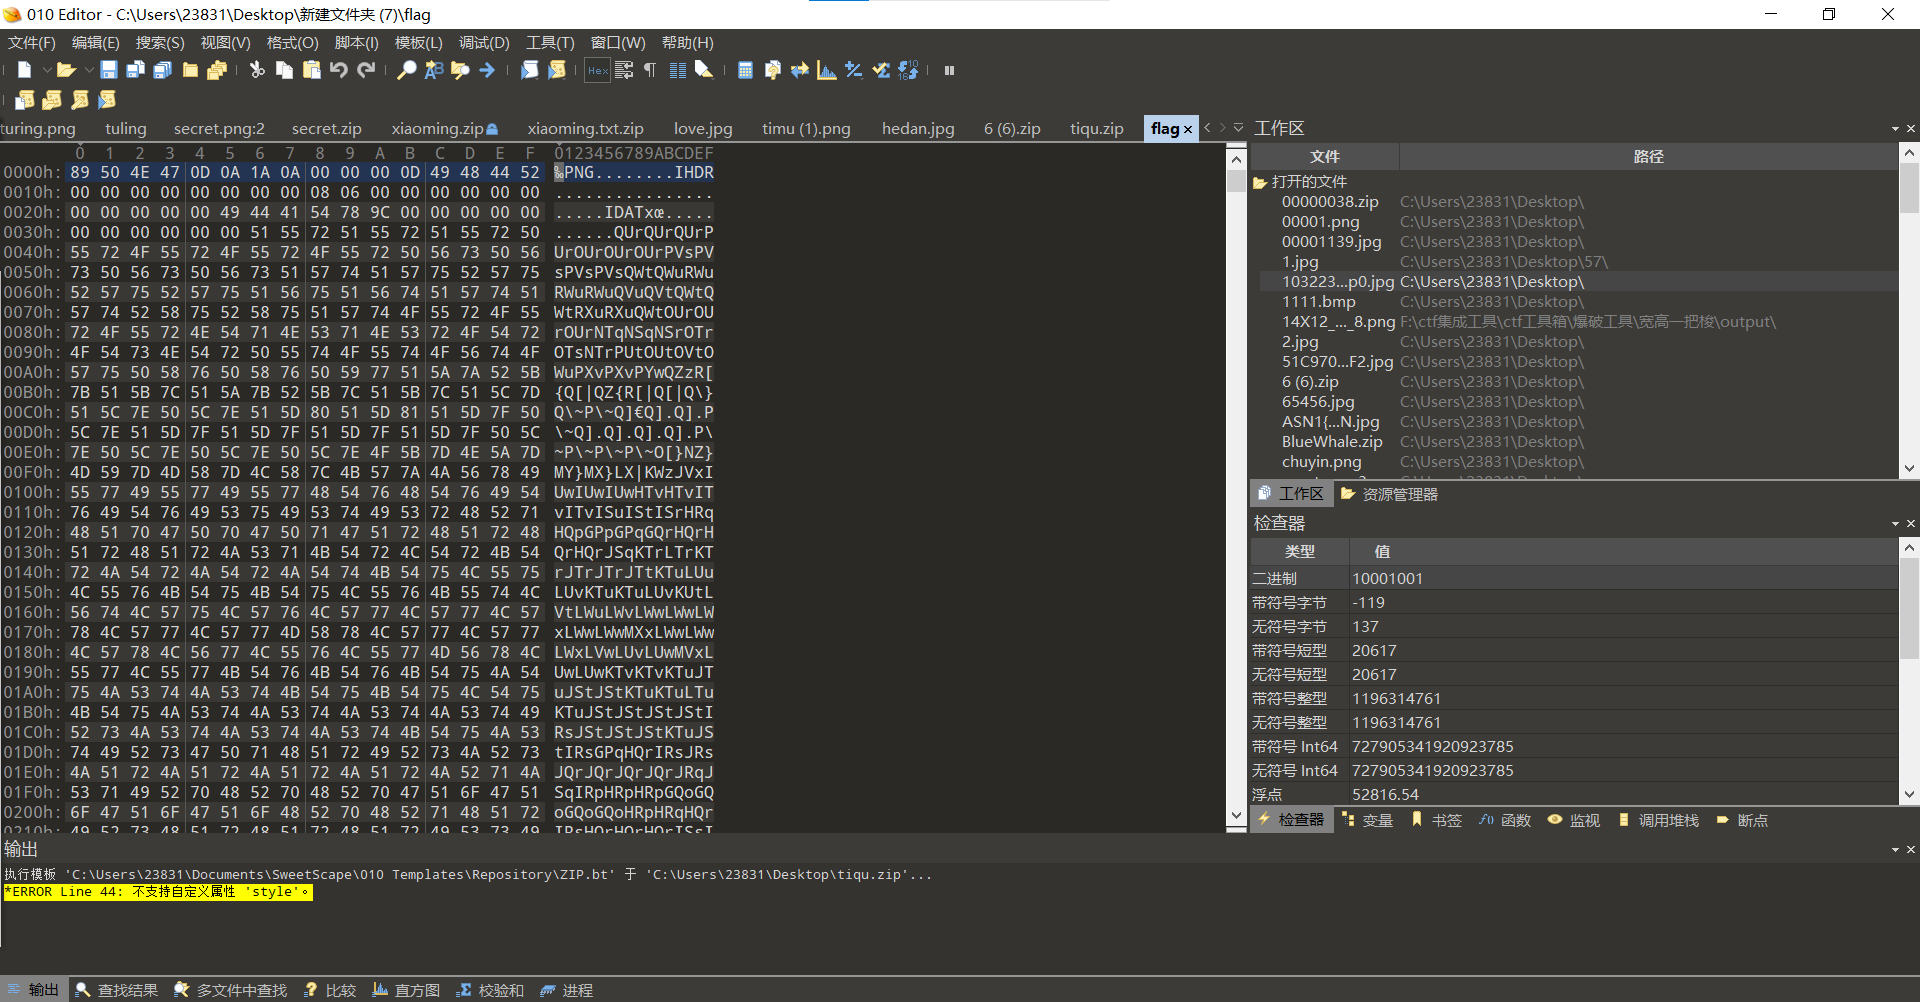 010 Editor - C:\Users\23831\Desktop\新建文件夹 (7)\flag
文件(F) 编辑(E) 搜索(S) 视图(V) 格式(O) 脚本(I) 模板(L) 调试(D) 工具(T) 窗口(W) 帮助(H)
turing.png tuling secret.png:2 secret.zip xiaoming.zip xiaoming.txt.zip love.jpg timu (1).png hedan.jpg 6 (6).zip tiqu.zip flag
0 1 2 3 4 5 6 7 8 9 A B C D E F 0123456789ABCDEF
0000h: 89 50 4E 47 0D 0A 1A 0A 00 00 00 0D 49 48 44 52 ‰PNG........IHDR
0010h: 00 00 00 00 00 00 00 00 08 06 00 00 00 00 00 00 ................
0020h: 00 00 00 00 00 49 44 41 54 78 9C 00 00 00 00 00 .....IDATxœ.....
0030h: 00 00 00 00 00 00 51 55 72 51 55 72 51 55 72 50 ......QUrQUrQUrP
0040h: 55 72 4F 55 72 4F 55 72 4F 55 72 50 56 73 50 56 UrOUrOUrOUrPVsPV
0050h: 73 50 56 73 50 56 73 51 57 74 51 57 75 52 57 75 sPVsPVsQWtQWuRWu
0060h: 52 57 75 52 57 75 51 56 75 51 56 74 51 57 74 51 RWuRWuQVuQVtQWtQ
0070h: 57 74 52 58 75 52 58 75 51 57 74 4F 55 72 4F 55 WtRXuRXuQWtOUrOU
0080h: 72 4F 55 72 4E 54 71 4E 53 71 4E 53 72 4F 54 72 rOUrNTqNSqNSrOTr
0090h: 4F 54 73 4E 54 72 50 55 74 4F 55 74 4F 56 74 4F OTsNTrPUtOUtOVtO
00A0h: 57 75 50 58 76 50 58 76 50 59 77 51 5A 7A 52 5B WuPXvPXvPYwQZzR[
00B0h: 7B 51 5B 7C 51 5A 7B 52 5B 7C 51 5B 7C 51 5C 7D {Q[|QZ{R[|Q[|Q\}
00C0h: 51 5C 7E 50 5C 7E 51 5D 80 51 5D 81 51 5D 7F 50 Q\~P\~Q]€Q].Q].P
00D0h: 5C 7E 51 5D 7F 51 5D 7F 51 5D 7F 51 5D 7F 50 5C \~Q].Q].Q].Q].P\
00E0h: 7E 50 5C 7E 50 5C 7E 50 5C 7E 4F 5B 7D 4E 5A 7D ~P\~P\~P\~O[}NZ}
00F0h: 4D 59 7D 4D 58 7D 4C 58 7C 4B 57 7A 4A 56 78 49 MY}MX}LX|KWzJVxI
0100h: 55 77 49 55 77 49 55 77 48 54 76 48 54 76 49 54 UwIUwIUwHTvHTvIT
0110h: 76 49 54 76 49 53 75 49 53 74 49 53 72 48 52 71 vITvISuIStISrHRq
0120h: 48 51 70 47 50 70 47 50 71 47 51 72 48 51 72 48 HQpGPpGPqGQrHQrH
0130h: 51 72 48 51 72 4A 53 71 4B 54 72 4C 54 72 4B 54 QrHQrJSqKTrLTrKT
0140h: 72 4A 54 72 4A 54 72 4A 54 74 4B 54 75 4C 55 75 rJTrJTrJTtKTuLUu
0150h: 4C 55 76 4B 54 75 4B 54 75 4C 55 76 4B 55 74 4C LUvKTuKTuLUvKUtL
0160h: 56 74 4C 57 75 4C 57 76 4C 57 77 4C 57 77 4C 57 VtLWuLWvLWwLWwLW
0170h: 78 4C 57 77 4C 57 77 4D 58 78 4C 57 77 4C 57 77 xLWwLWwMXxLWwLWw
0180h: 4C 57 78 4C 56 77 4C 55 76 4C 55 77 4D 56 78 4C LWxLVwLUvLUwMVxL
0190h: 55 77 4C 55 77 4B 54 76 4B 54 76 4B 54 75 4A 54 UwLUwKTvKTvKTuJT
01A0h: 75 4A 53 74 4A 53 74 4B 54 75 4B 54 75 4C 54 75 uJStJStKTuKTuLTu
01B0h: 4B 54 75 4A 53 74 4A 53 74 4A 53 74 4A 53 74 49 KTuJStJStJStJStI
01C0h: 52 73 4A 53 74 4A 53 74 4A 53 74 4B 54 75 4A 53 RsJStJStJStKTuJS
01D0h: 74 49 52 73 47 50 71 48 51 72 49 52 73 4A 52 73 tIRsGPqHQrIRsJRs
01E0h: 4A 51 72 4A 51 72 4A 51 72 4A 51 72 4A 52 71 4A JQrJQrJQrJQrJRqJ
01F0h: 53 71 49 52 70 48 52 70 48 52 70 47 51 6F 47 51 SqIRpHRpHRpGQoGQ
0200h: 6F 47 51 6F 47 51 6F 48 52 70 48 52 71 48 51 72 oGQoGQoHRpHRqHQr
0210h: 49 52 73 48 51 72 48 51 72 48 51 72 49 53 73 49 IRsHQrHQrHQrISsI
工作区
文件 路径
打开的文件
00000038.zip C:\Users\23831\Desktop\
00001.png C:\Users\23831\Desktop\
00001139.jpg C:\Users\23831\Desktop\
1.jpg C:\Users\23831\Desktop\57\
103223...p0.jpg C:\Users\23831\Desktop\
1111.bmp C:\Users\23831\Desktop\
14X12_..._8.png F:\ctf集成工具\ctf工具箱\爆破工具\宽高一把梭\output\
2.jpg C:\Users\23831\Desktop\
51C970...F2.jpg C:\Users\23831\Desktop\
6 (6).zip C:\Users\23831\Desktop\
65456.jpg C:\Users\23831\Desktop\
ASN1{...N.jpg C:\Users\23831\Desktop\
BlueWhale.zip C:\Users\23831\Desktop\
chuyin.png C:\Users\23831\Desktop\
工作区 资源管理器
检查器
类型 值
二进制 10001001
带符号字节 -119
无符号字节 137
带符号短型 20617
无符号短型 20617
带符号整型 1196314761
无符号整型 1196314761
带符号 Int64 727905341920923785
无符号 Int64 727905341920923785
浮点 52816.54
检查器 变量 书签 函数 监视 调用堆栈 断点
输出
执行模板 'C:\Users\23831\Documents\SweetScape\010 Templates\Repository\ZIP.bt' 于 'C:\Users\23831\Desktop\tiqu.zip'...
*ERROR Line 44: 不支持自定义属性 'style'。
输出 查找结果 多文件中查找 比较 直方图 校验和 进程